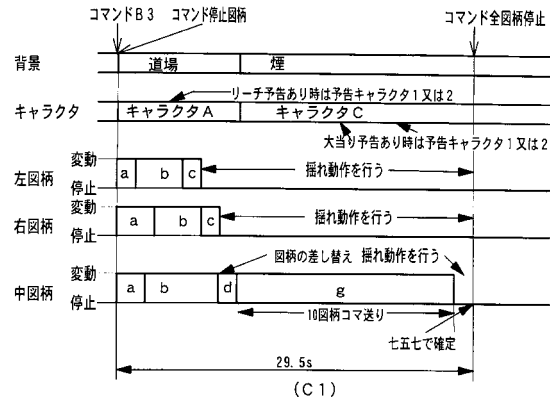 コマンドB3 コマンド停止図柄 コマンド全図柄停止
背景 道場 煙
リーチ予告あり時は予告キャラクタ1又は2
キャラクタ キャラクタA キャラクタC
大当り予告あり時は予告キャラクタ1又は2
左図柄 変動 停止 a b c 揺れ動作を行う
右図柄 変動 停止 a b c 揺れ動作を行う
図柄の差し替え 揺れ動作を行う
中図柄 変動 停止 a b d g
10図柄コマ送り
七五七で確定
29.5s
(C1)